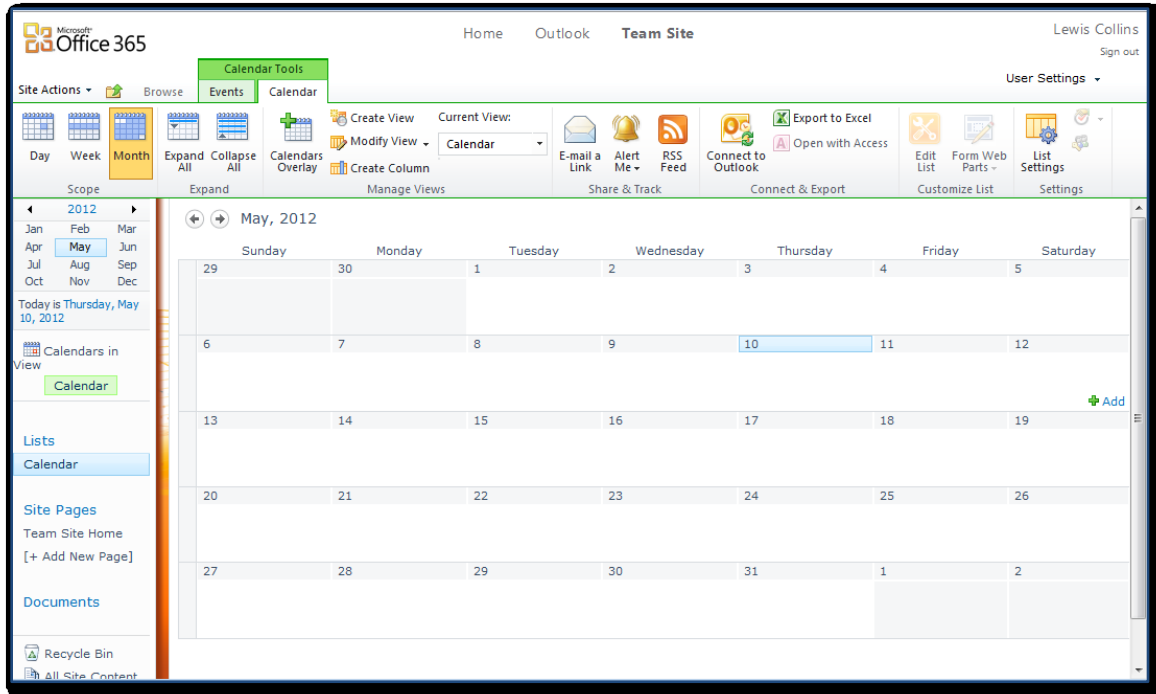 Microsoft
Office 365
Home Outlook Team Site
Lewis Collins
Sign out
User Settings
Site Actions Browse
Calendar Tools
Events Calendar
Day Week Month
Scope
Expand All Collapse All
Expand
Calendars Overlay
Create View
Modify View
Create Column
Current View:
Calendar
Manage Views
E-mail a Link Alert Me RSS Feed
Share & Track
Connect to Outlook
Export to Excel
Open with Access
Connect & Export
Edit List Form Web Parts
Customize List
List Settings
Settings
2012
Jan Feb Mar
Apr May Jun
Jul Aug Sep
Oct Nov Dec
Today is Thursday, May
10, 2012
Calendars in
View
Calendar
Lists
Calendar
Site Pages
Team Site Home
[+ Add New Page]
Documents
Recycle Bin
All Site Content
May, 2012
Sunday Monday Tuesday Wednesday Thursday Friday Saturday
29 30 1 2 3 4 5
6 7 8 9 10 11 12
Add
13 14 15 16 17 18 19
20 21 22 23 24 25 26
27 28 29 30 31 1 2